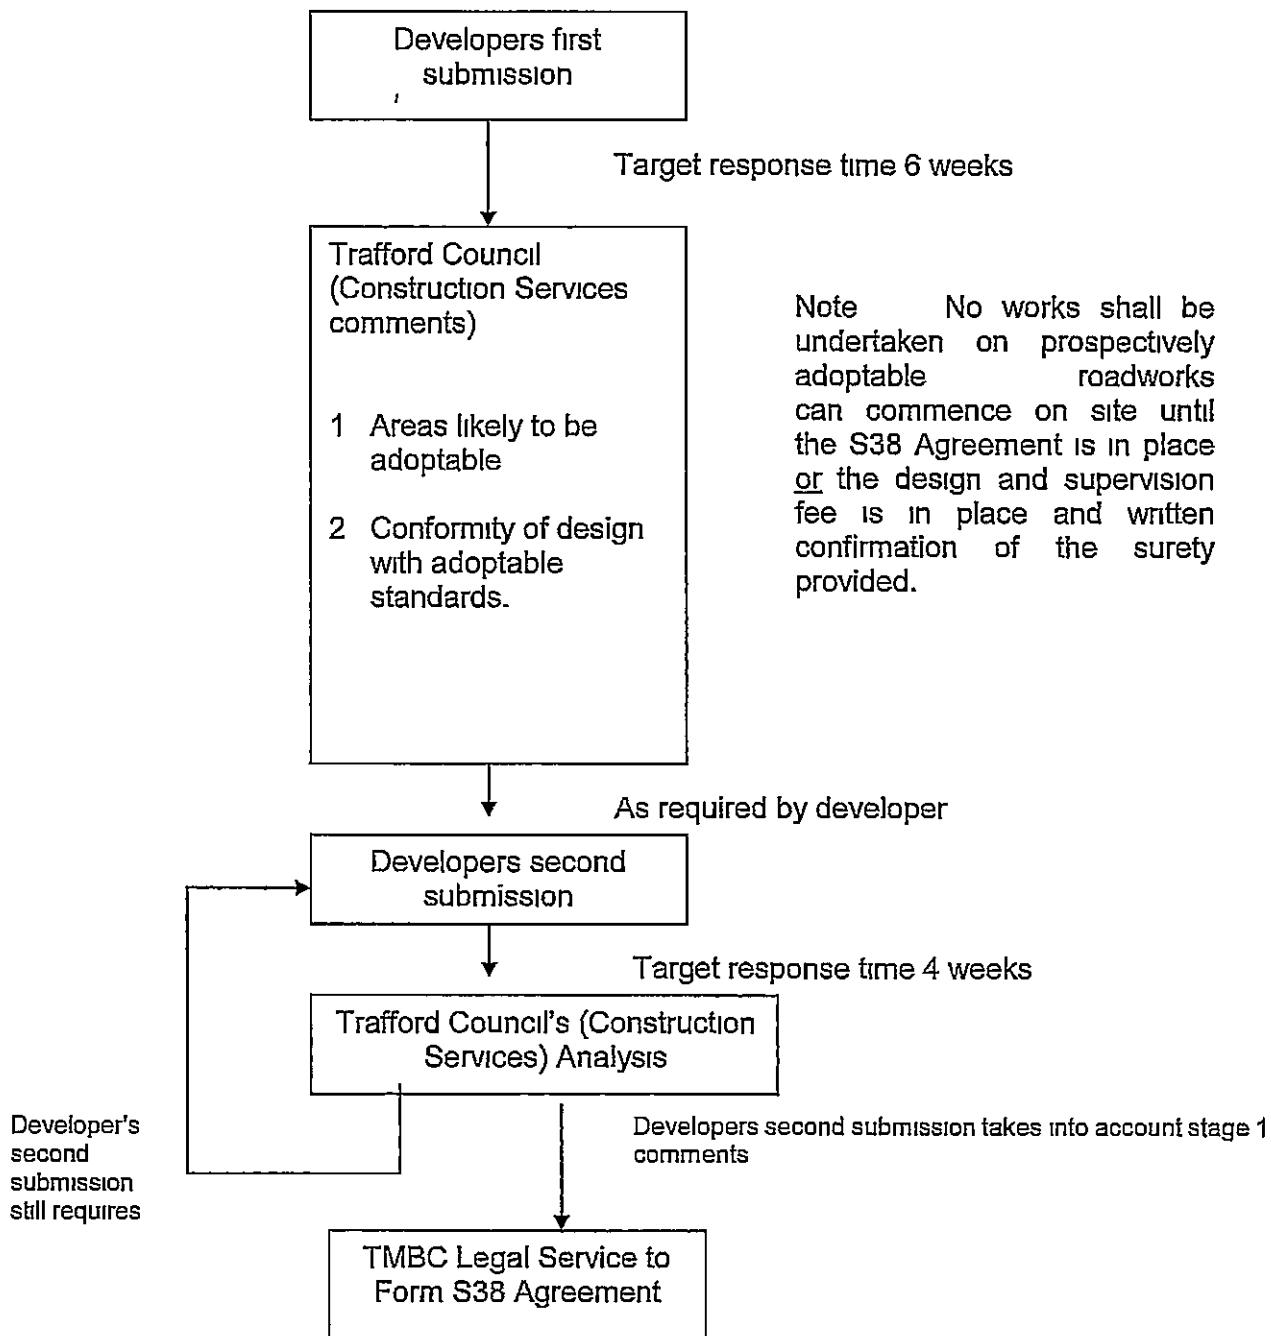 Developers first
submission
Target response time 6 weeks
Trafford Council
(Construction Services
comments)
1 Areas likely to be
adoptable
2 Conformity of design
with adoptable
standards.
Note No works shall be
undertaken on prospectively
adoptable roadworks
can commence on site until
the S38 Agreement is in place
or the design and supervision
fee is in place and written
confirmation of the surety
provided.
As required by developer
Developers second
submission
Target response time 4 weeks
Trafford Council's (Construction
Services) Analysis
Developer's
second
submission
still requires
Developers second submission takes into account stage 1
comments
TMBC Legal Service to
Form S38 Agreement